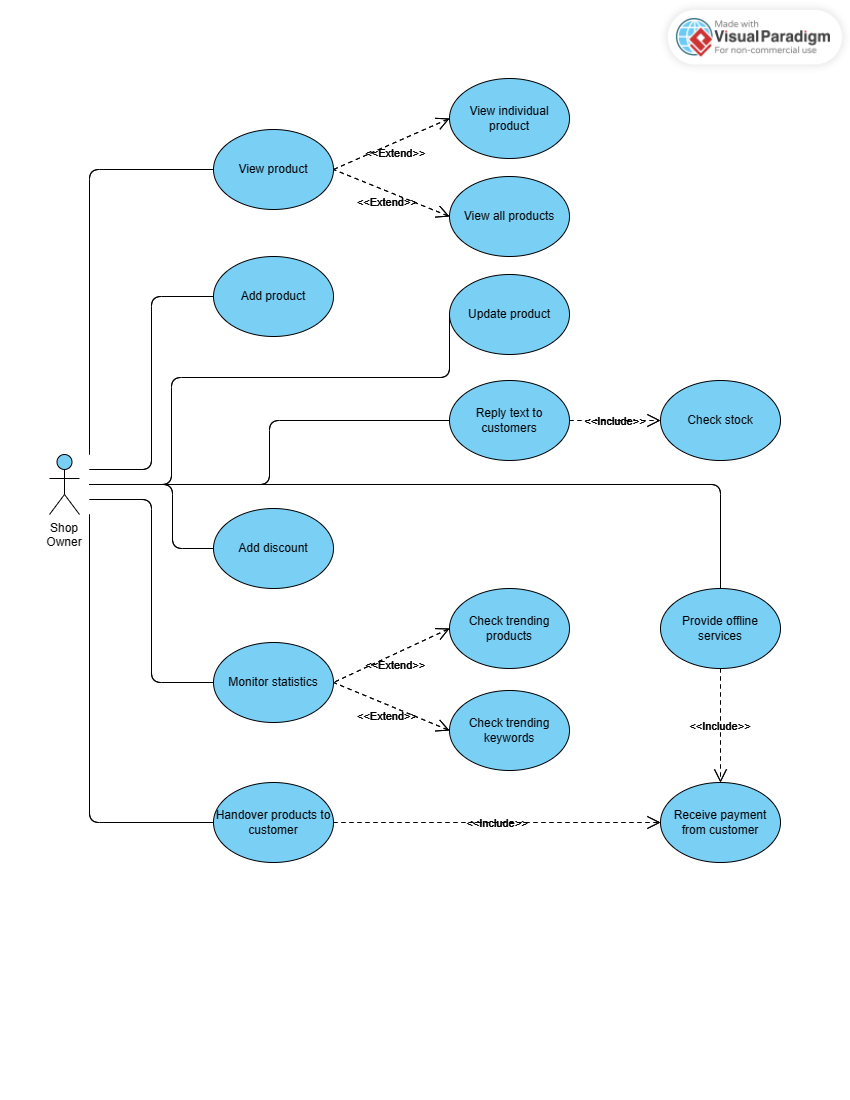 Made with
VisualParadigm
For non-commercial use
View individual
product
<<Extend>>
View product
<<Extend>>
View all products
Add product
Update product
Reply text to
customers
<<Include>>
Check stock
Shop
Owner
Add discount
Check trending
products
Provide offline
services
<<Extend>>
Monitor statistics
<<Extend>>
Check trending
keywords
<<Include>>
Handover products to
customer
<<Include>>
Receive payment
from customer